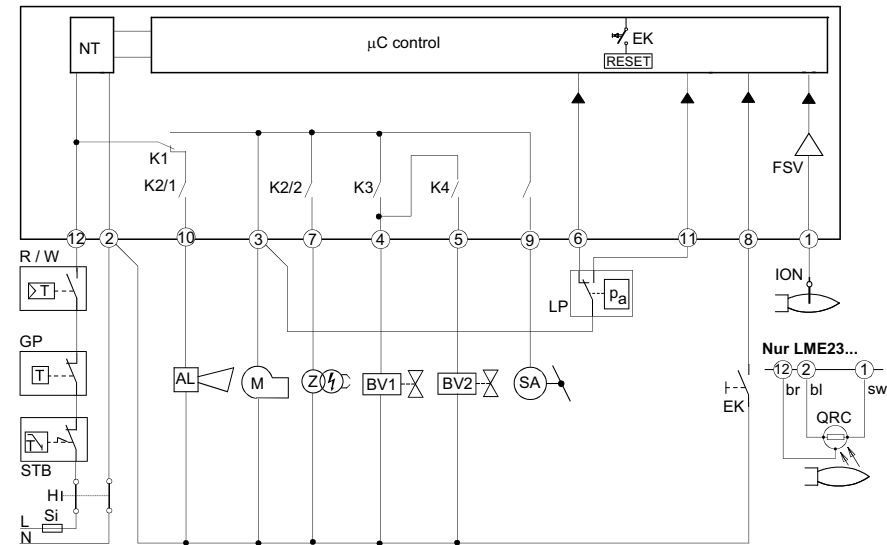 NT
µC control
EK
RESET
K1
K2/1
K2/2
K3
K4
FSV
12
2
10
3
7
4
5
9
6
11
8
1
R / W
T
GP
T
STB
T
H
Si
L
N
AL
M
Z
BV1
BV2
SA
LP
pa
EK
ION
Nur LME23...
12
2
1
br
bl
sw
QRC